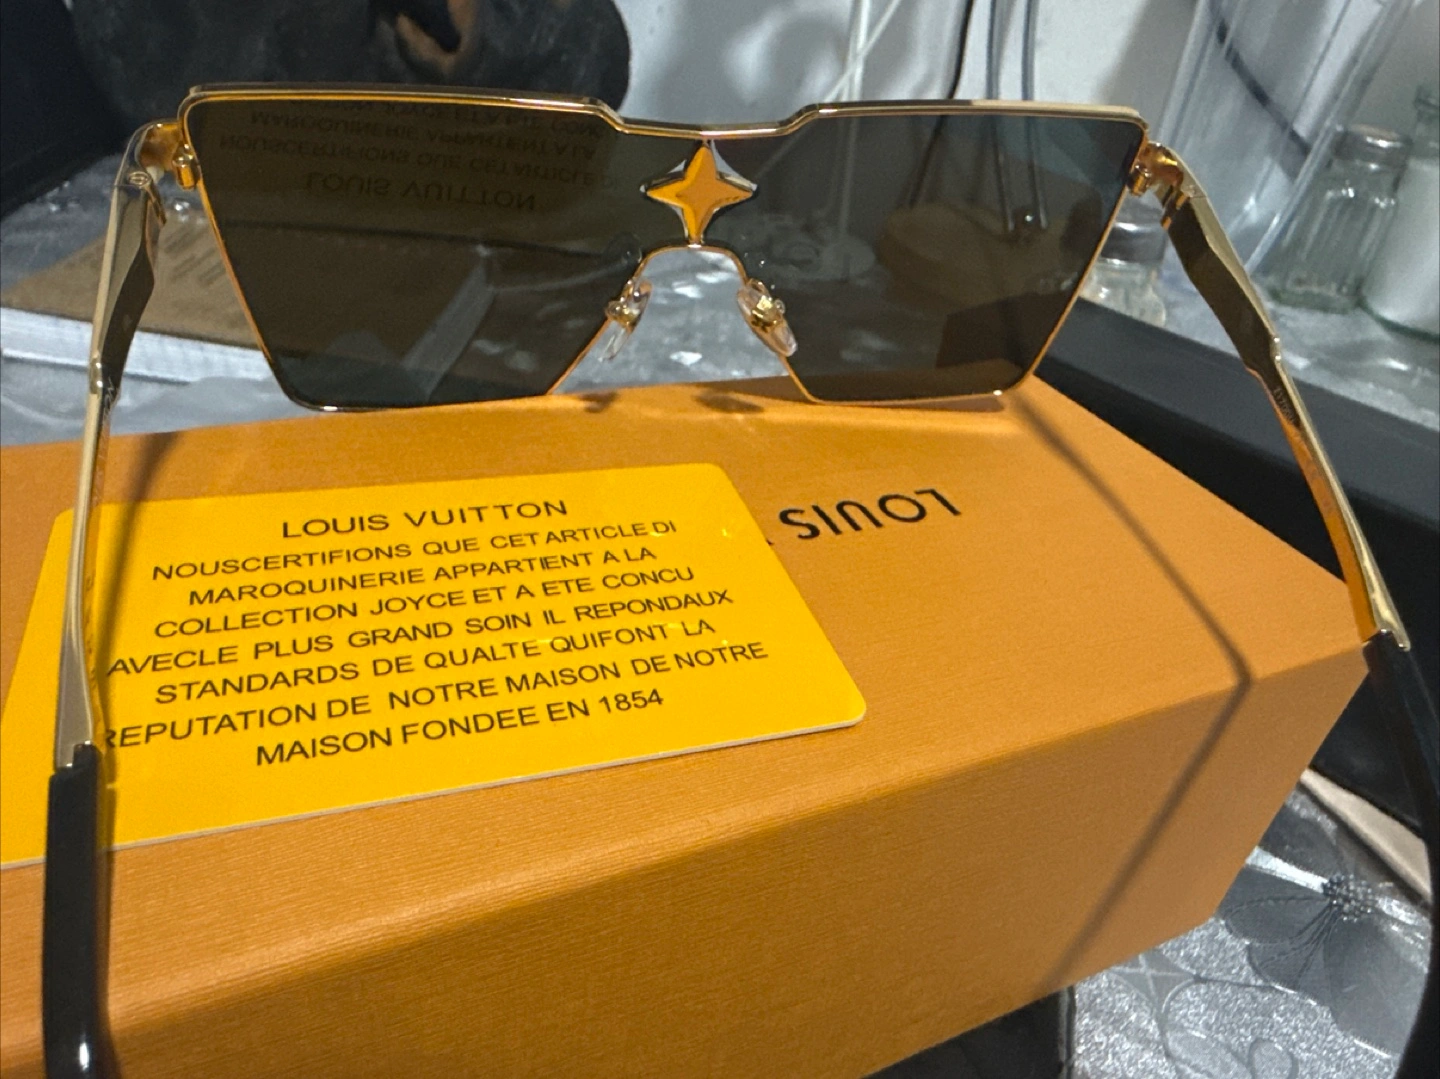 LOUIS VUITTON
NOUSCERTIFIONS QUE CET ARTICLE DI
MAROQUINERIE APPARTIENT A LA
COLLECTION JOYCE ET A ETE CONCU
AVECLE PLUS GRAND SOIN IL REPONDAUX
STANDARDS DE QUALTE QUIFONT LA
REPUTATION DE NOTRE MAISON DE NOTRE
MAISON FONDEE EN 1854
LOUIS